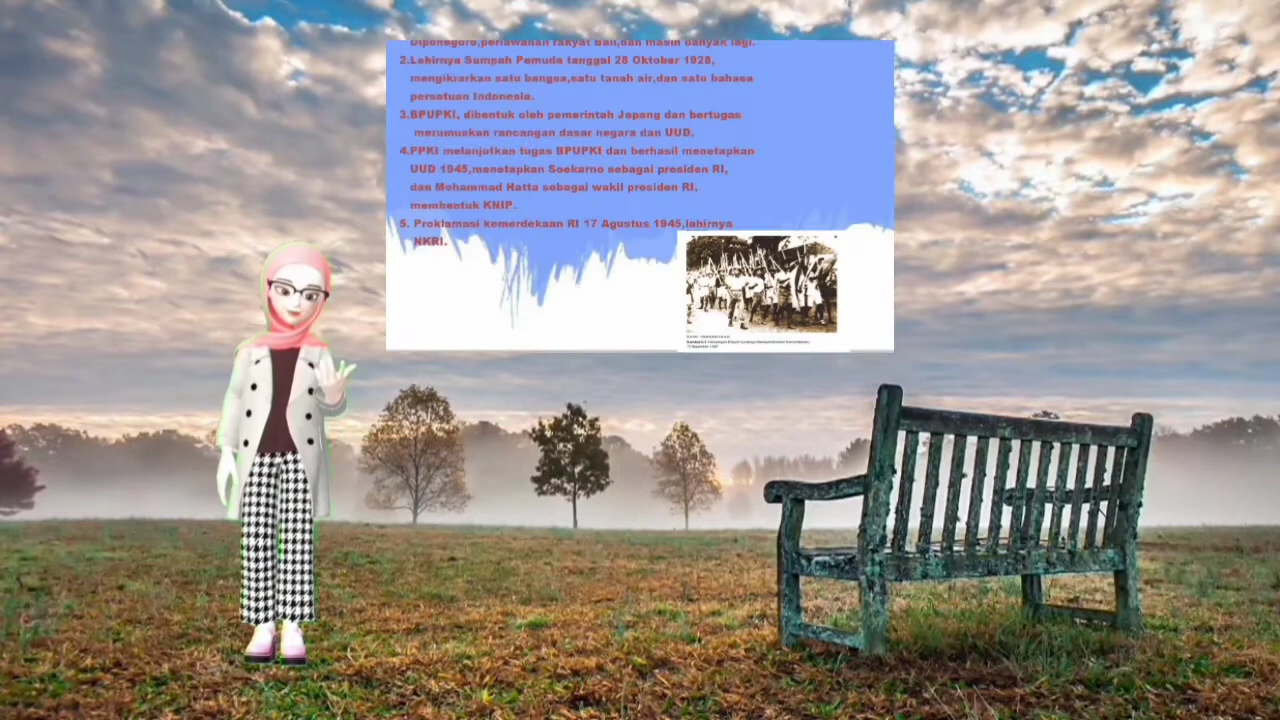 Diponegoro,perlawanan rakyat bali,dan masih banyak lagi.
2.Lahirnya Sumpah Pemuda tanggal 28 Oktober 1928,
mengikrarkan satu bangsa,satu tanah air,dan satu bahasa
persatuan Indonesia.
3.BPUPKI, dibentuk oleh pemerintah Jepang dan bertugas
merumuskan rancangan dasar negara dan UUD.
4.PPKI melanjutkan tugas BPUPKI dan berhasil menetapkan
UUD 1945,menetapkan Soekarno sebagai presiden RI,
dan Mohammad Hatta sebagai wakil presiden RI,
membentuk KNIP.
5. Proklamasi kemerdekaan RI 17 Agustus 1945,lahirnya
NKRI.